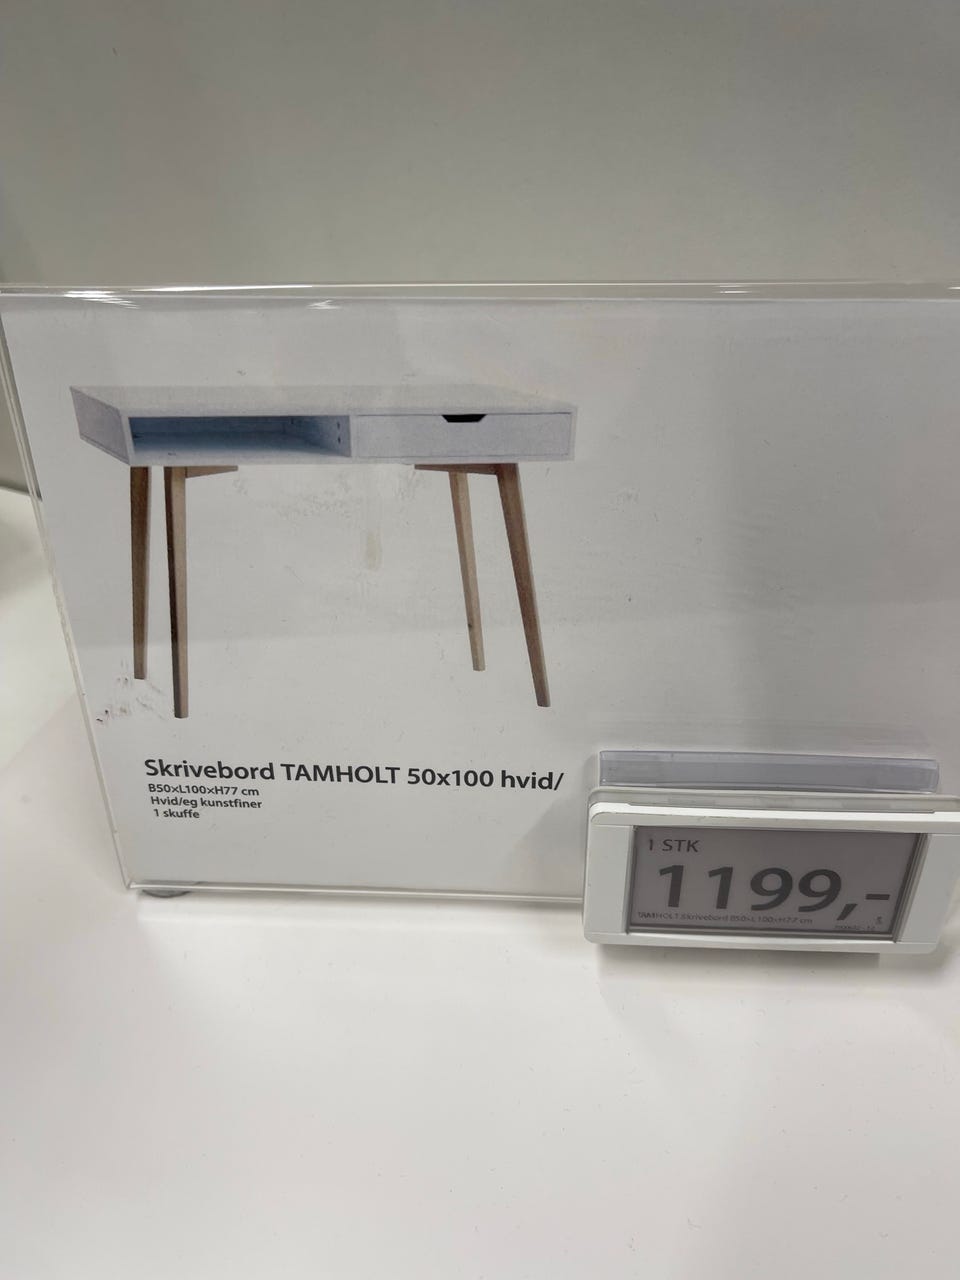 Skrivebord TAMHOLT 50x100 hvid/
B50xL100xH77 cm
Hvid/eg kunstfiner
1 skuffe
1 STK
1199,-
TAMHOLT Skrivebord B50xL100xH77 cm